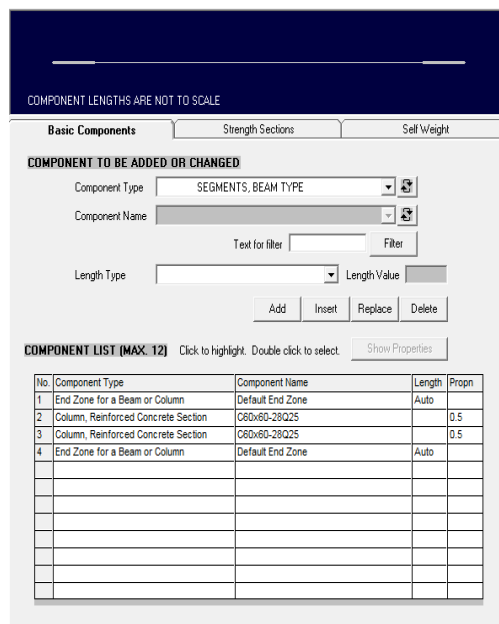 COMPONENT LENGTHS ARE NOT TO SCALE
Basic Components Strength Sections Self Weight
COMPONENT TO BE ADDED OR CHANGED
Component Type SEGMENTS, BEAM TYPE
Component Name
Text for filter Filter
Length Type Length Value
Add Insert Replace Delete
COMPONENT LIST (MAX. 12) Click to highlight. Double click to select. Show Properties
No. Component Type Component Name Length Propn
1 End Zone for a Beam or Column Default End Zone Auto
2 Column, Reinforced Concrete Section C60x60-28Q25 0.5
3 Column, Reinforced Concrete Section C60x60-28Q25 0.5
4 End Zone for a Beam or Column Default End Zone Auto